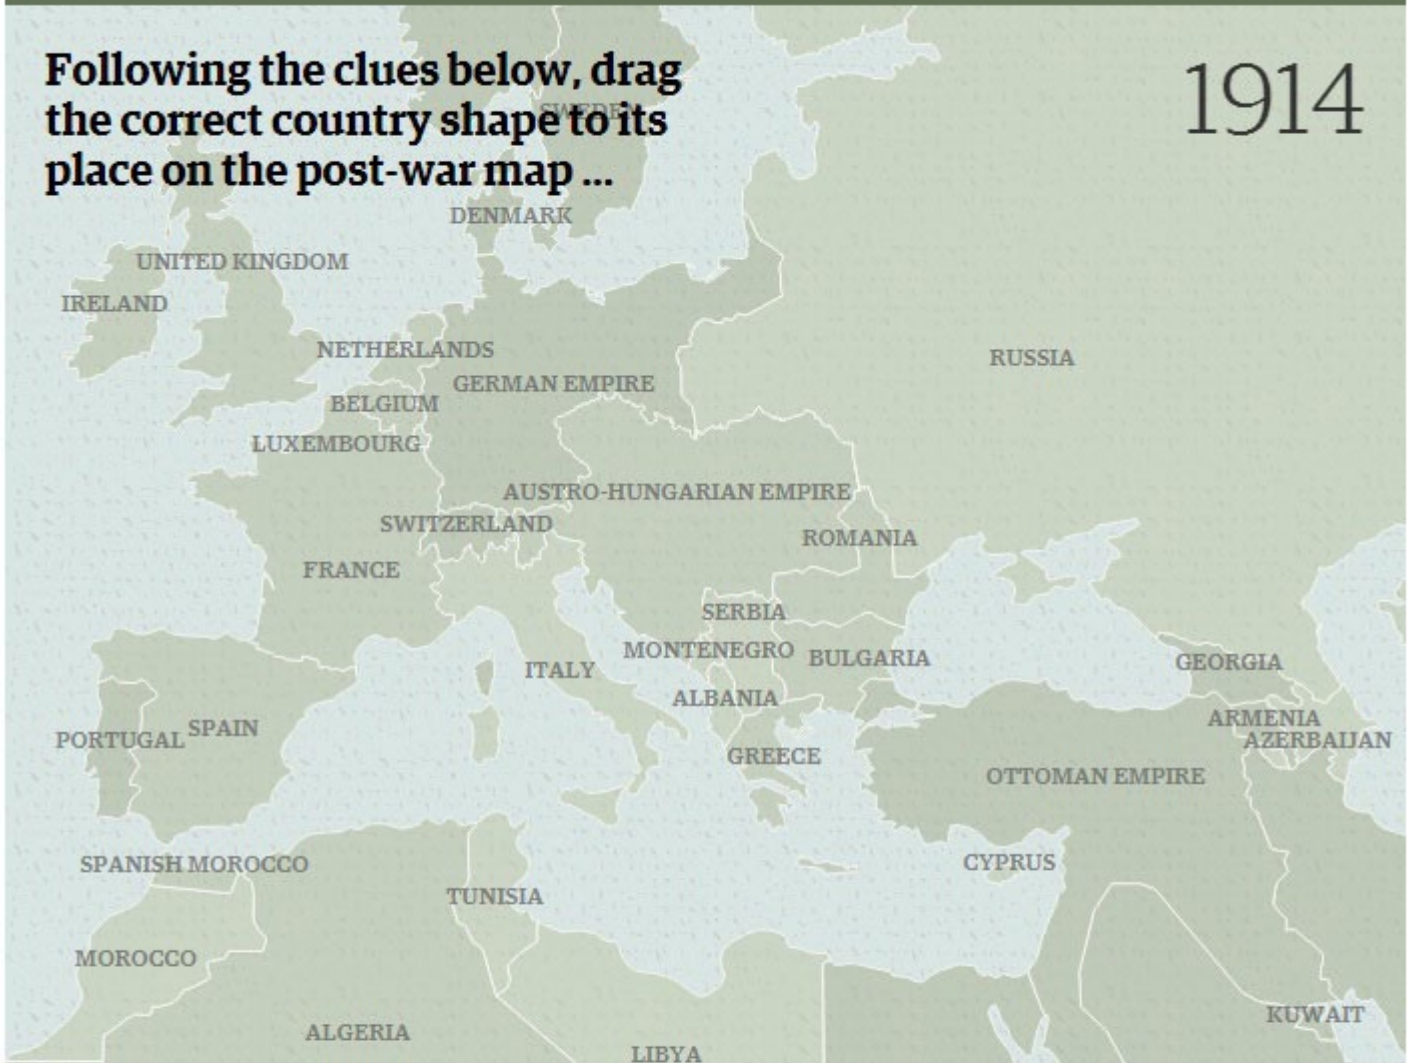 Following the clues below, drag
the correct country shape to its
place on the post-war map ...
1914
SWEDEN
DENMARK
UNITED KINGDOM
IRELAND
NETHERLANDS
RUSSIA
GERMAN EMPIRE
BELGIUM
LUXEMBOURG
AUSTRO-HUNGARIAN EMPIRE
SWITZERLAND
ROMANIA
FRANCE
SERBIA
MONTENEGRO
BULGARIA
GEORGIA
ITALY
ALBANIA
ARMENIA
SPAIN
PORTUGAL
AZERBAIJAN
GREECE
OTTOMAN EMPIRE
SPANISH MOROCCO
CYPRUS
TUNISIA
MOROCCO
KUWAIT
ALGERIA
LIBYA